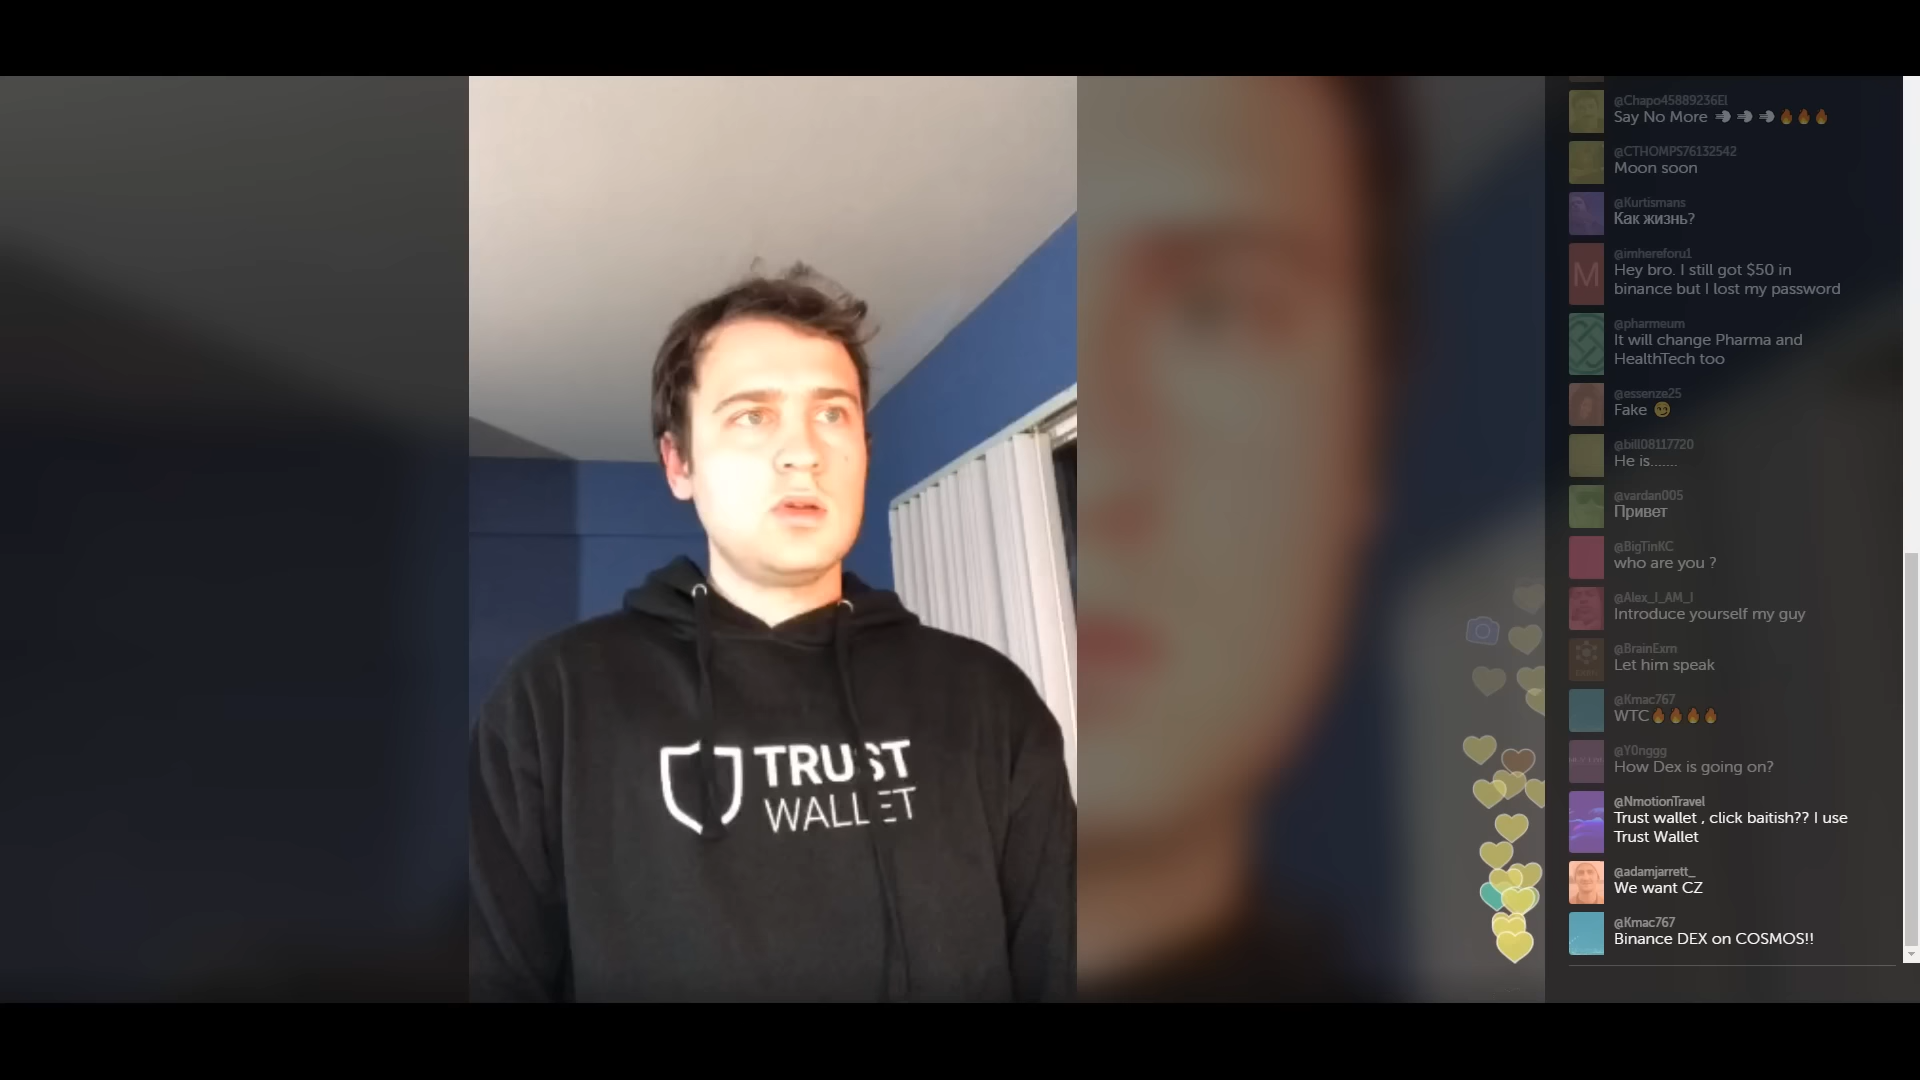 TRUST
WALLET
@Chapo45889236El
Say No More 💨💨💨🔥🔥🔥
@CTHOMPS76132542
Moon soon
@Kurtismans
Как жизнь?
@imhereforu1
M
Hey bro. I still got $50 in
binance but I lost my password
@pharmeum
It will change Pharma and
HealthTech too
@essenze25
Fake 😏
@bill08117720
He is.......
@vardan005
Привет
@BigTinKC
who are you ?
@Alex_I_AM_I
Introduce yourself my guy
@BrainExrn
Let him speak
@Kmac767
WTC🔥🔥🔥🔥
@Y0nggg
How Dex is going on?
@NmotionTravel
Trust wallet , click baitish?? I use
Trust Wallet
@adamjarrett_
We want CZ
@Kmac767
Binance DEX on COSMOS!!